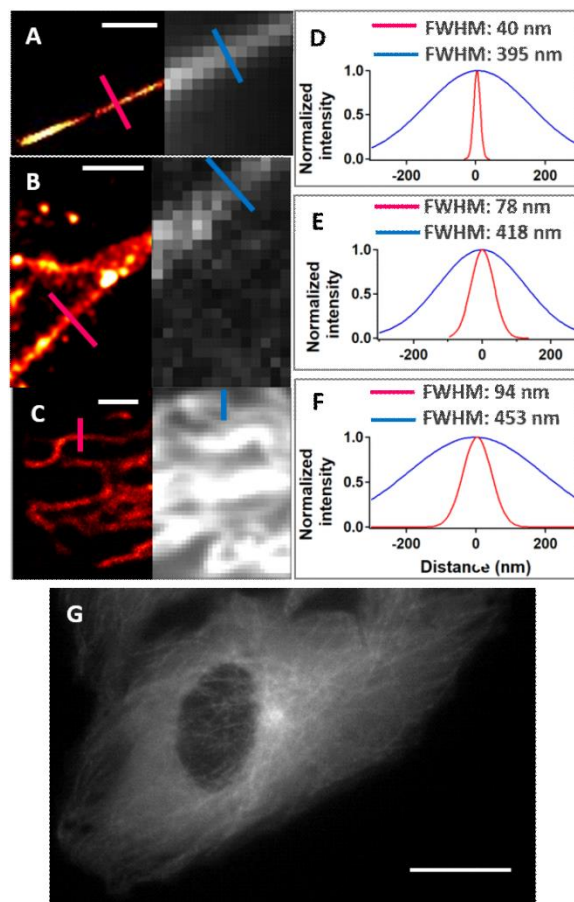 A
D
FWHM: 40 nm
FWHM: 395 nm
Normalized
intensity
1.0
0.5
0.0
-200
0
200
B
E
FWHM: 78 nm
FWHM: 418 nm
Normalized
intensity
1.0
0.5
0.0
-200
0
200
C
F
FWHM: 94 nm
FWHM: 453 nm
Normalized
intensity
1.0
0.5
0.0
-200
0
200
Distance (nm)
G